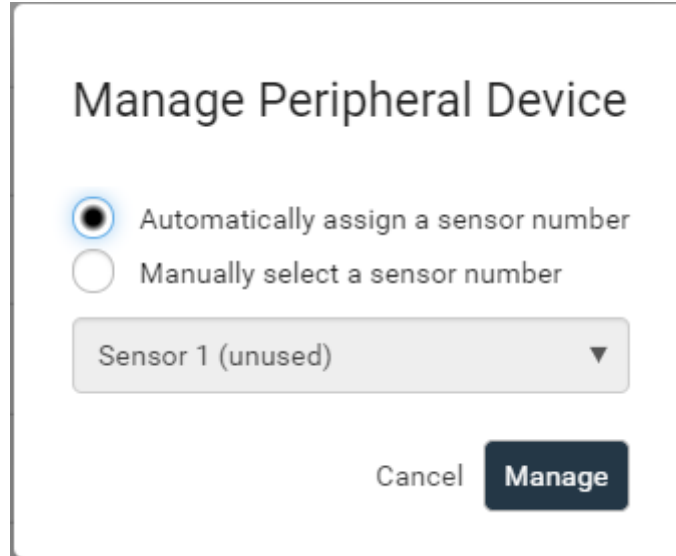 Manage Peripheral Device
Automatically assign a sensor number
Manually select a sensor number
Sensor 1 (unused)
Cancel Manage